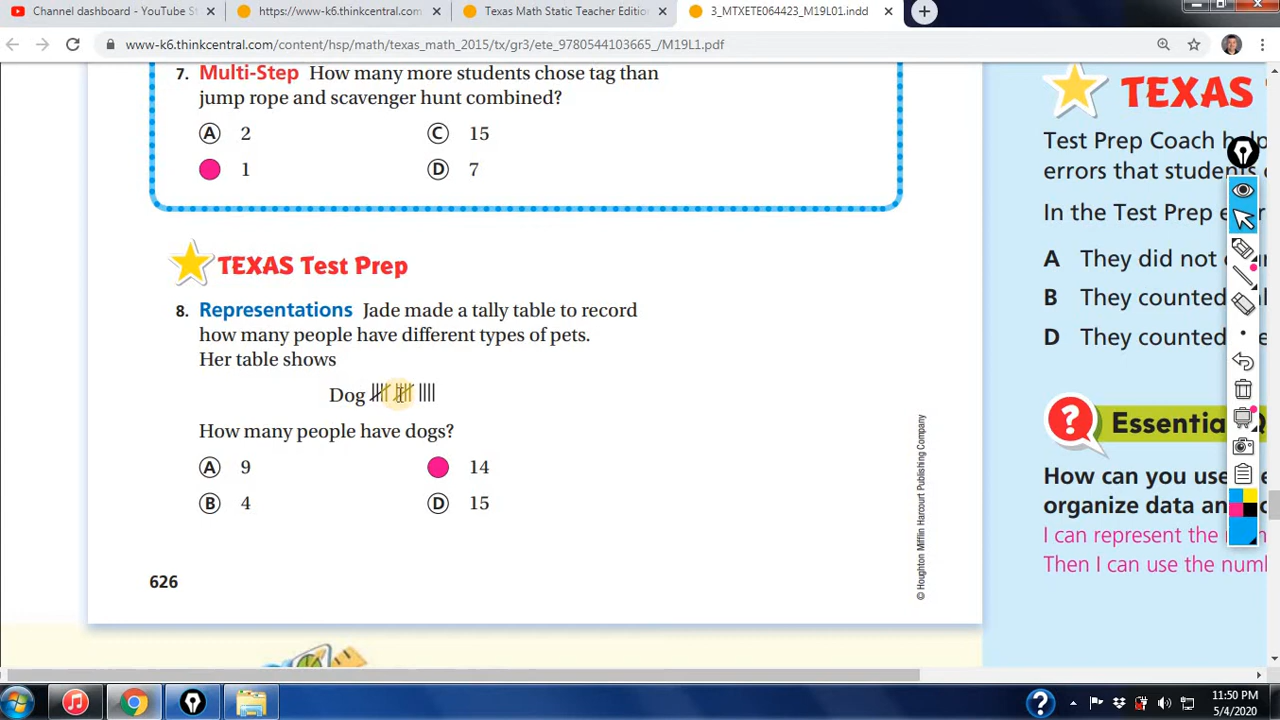 Channel dashboard - YouTube S
https://www-k6.thinkcentral.com/c
Texas Math Static Teacher Editio
3_MTXETE004423_M19L01.indd
www-k6.thinkcentral.com/content/hsp/math/texas_math_2015/tx/gr3/ete_9780544103665_/M19L1.pdf
7. Multi-Step How many more students chose tag than
jump rope and scavenger hunt combined?
A 2
C 15
1
D 7
TEXAS Test Prep
8. Representations Jade made a tally table to record
how many people have different types of pets.
Her table shows
Dog
How many people have dogs?
A 9
14
B 4
D 15
626
© Houghton Mifflin Harcourt Publishing Company
TEXAS
Test Prep Coach help
errors that students
In the Test Prep e
A They did not
B They counted
D They counted
? Essentia
How can you use
organize data an
I can represent the
Then I can use the num
?
11:50 PM
5/4/2020